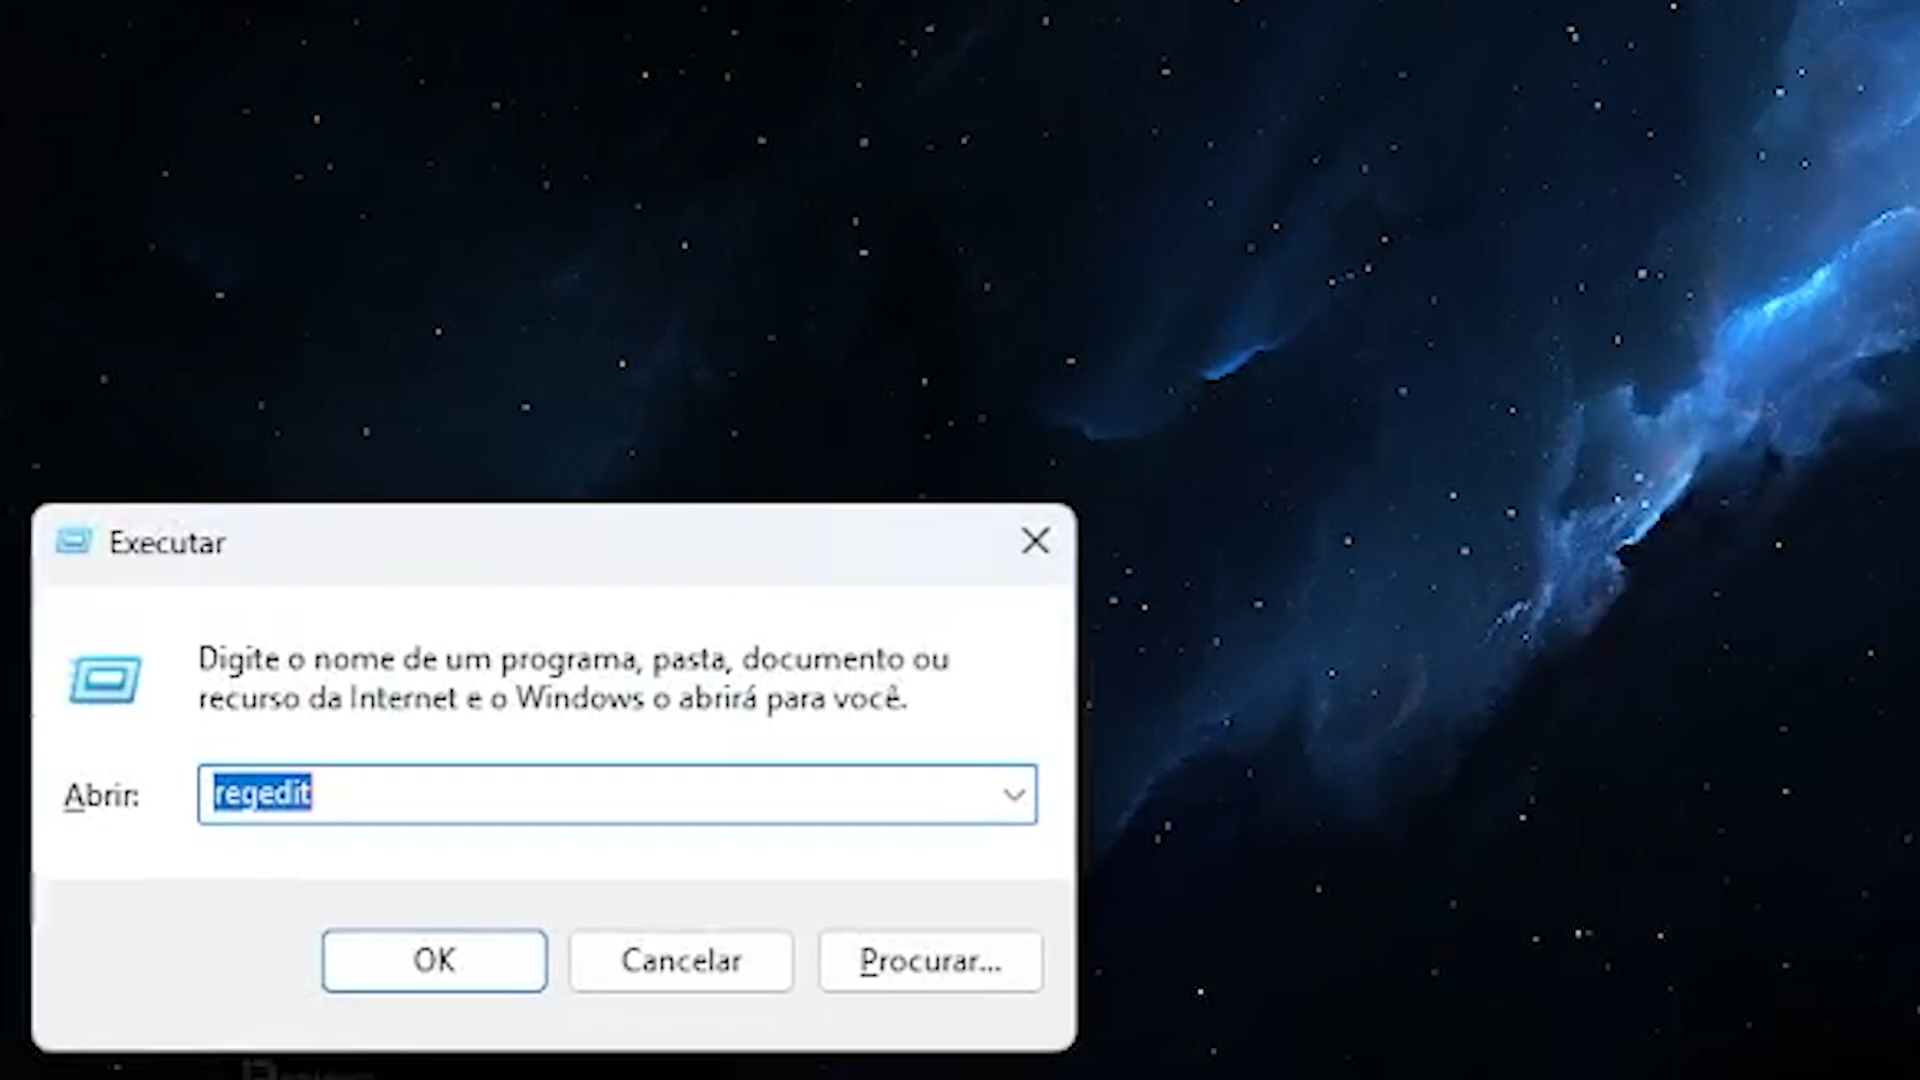 Executar
Digite o nome de um programa, pasta, documento ou
recurso da Internet e o Windows o abrirá para você.
Abrir:
regedit
OK
Cancelar
Procurar...